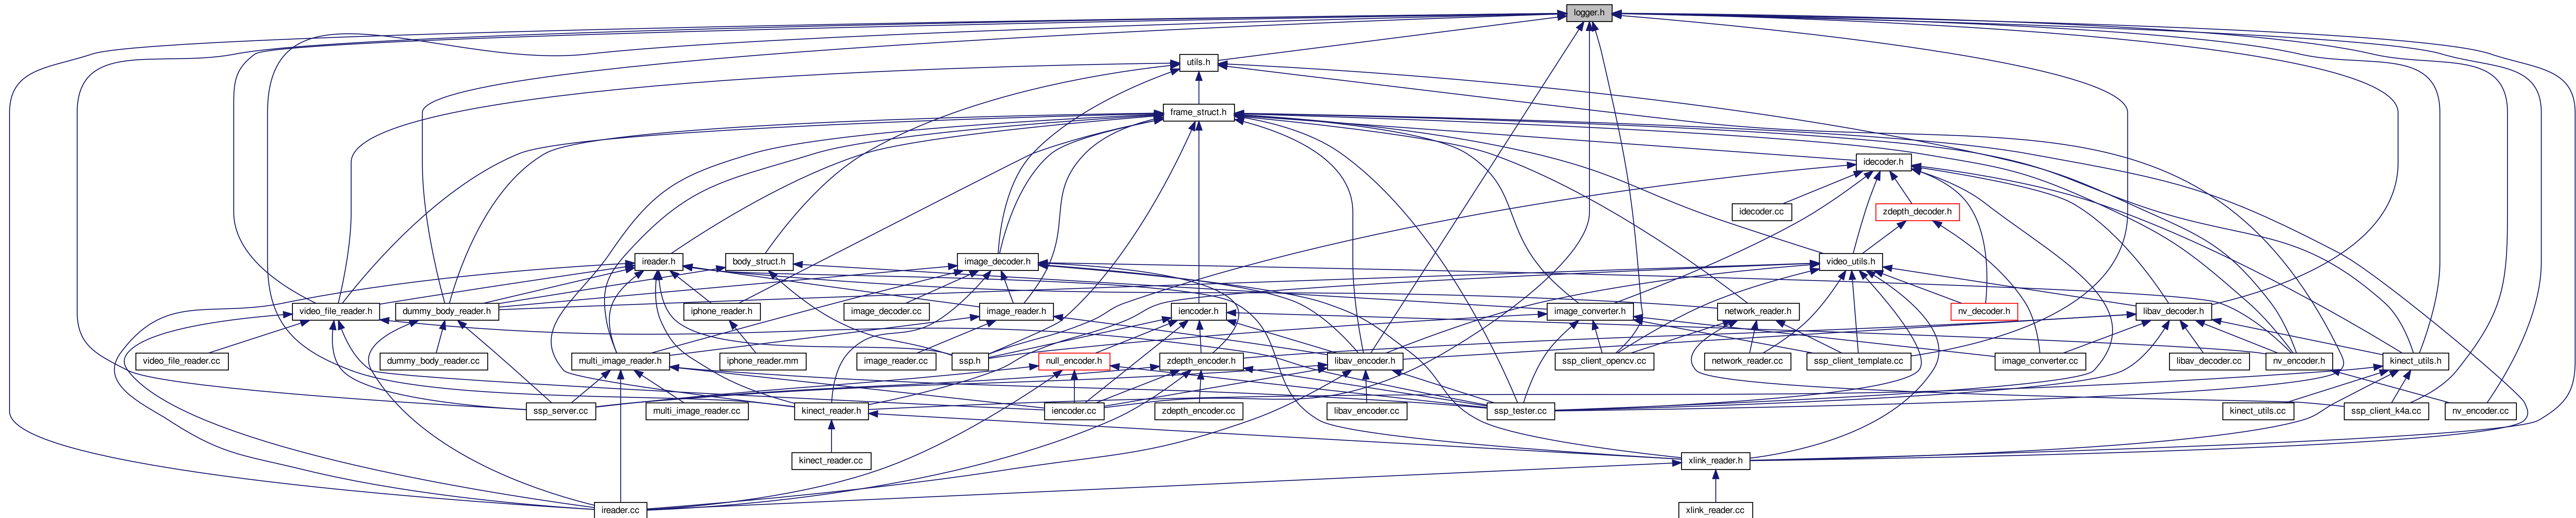 logger.h
utils.h
frame_struct.h
idecoder.h
idecoder.cc
zdepth_decoder.h
ireader.h
body_struct.h
image_decoder.h
video_utils.h
video_file_reader.h
dummy_body_reader.h
iphone_reader.h
image_decoder.cc
image_reader.h
iencoder.h
image_converter.h
network_reader.h
nv_decoder.h
libav_decoder.h
video_file_reader.cc
dummy_body_reader.cc
multi_image_reader.h
iphone_reader.mm
image_reader.cc
ssp.h
null_encoder.h
zdepth_encoder.h
libav_encoder.h
ssp_client_opencv.cc
network_reader.cc
ssp_client_template.cc
image_converter.cc
libav_decoder.cc
nv_encoder.h
kinect_utils.h
ssp_server.cc
multi_image_reader.cc
kinect_reader.h
iencoder.cc
zdepth_encoder.cc
libav_encoder.cc
ssp_tester.cc
kinect_utils.cc
ssp_client_k4a.cc
nv_encoder.cc
kinect_reader.cc
xlink_reader.h
ireader.cc
xlink_reader.cc